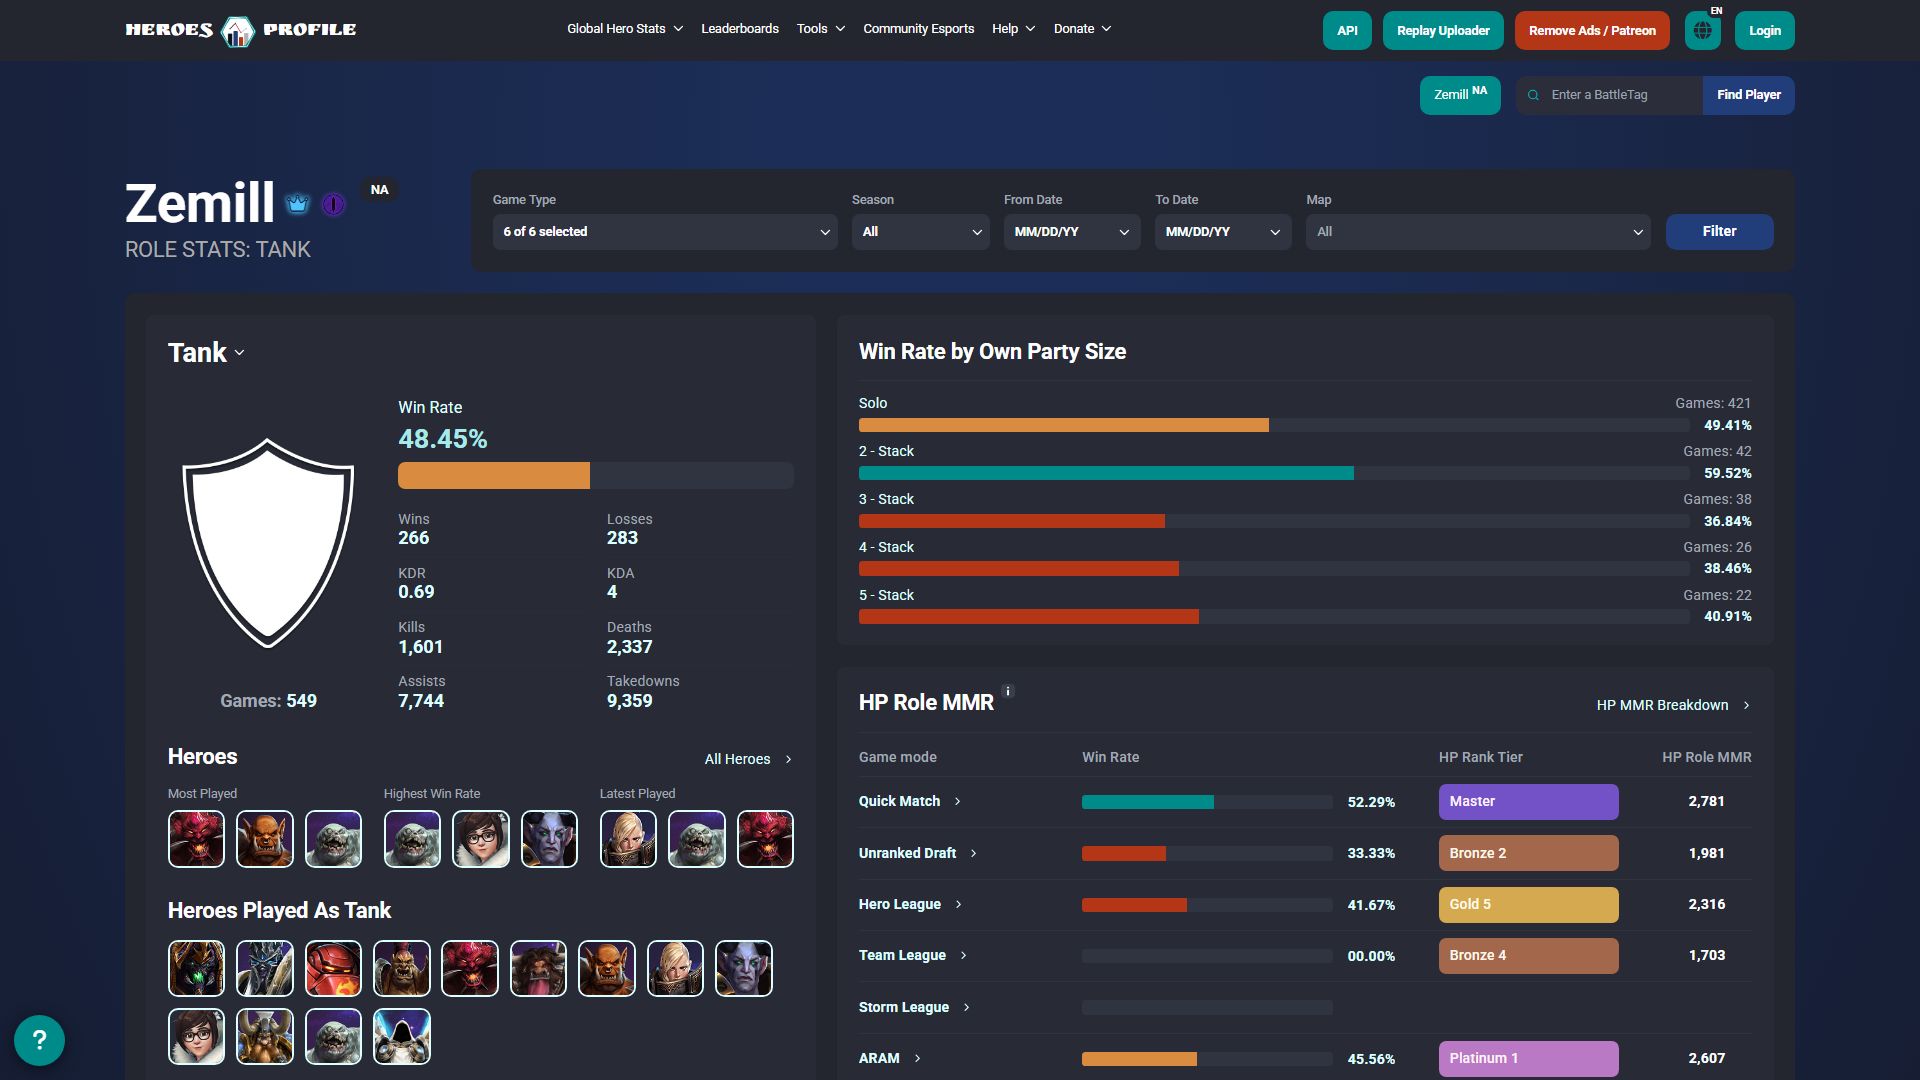 HEROES PROFILE
Global Hero Stats
Leaderboards
Tools
Community Esports
Help
Donate
API
Replay Uploader
Remove Ads / Patreon
EN
Login
Zemill NA
Enter a BattleTag
Find Player
Zemill
NA
ROLE STATS: TANK
Game Type
6 of 6 selected
Season
All
From Date
MM/DD/YY
To Date
MM/DD/YY
Map
All
Filter
Tank
Win Rate
48.45%
Wins
266
Losses
283
KDR
0.69
KDA
4
Kills
1,601
Deaths
2,337
Assists
7,744
Takedowns
9,359
Games: 549
Heroes
All Heroes
Most Played
Highest Win Rate
Latest Played
Heroes Played As Tank
Win Rate by Own Party Size
Solo
Games: 421
49.41%
2 - Stack
Games: 42
59.52%
3 - Stack
Games: 38
36.84%
4 - Stack
Games: 26
38.46%
5 - Stack
Games: 22
40.91%
HP Role MMR
i
HP MMR Breakdown
Game mode
Win Rate
HP Rank Tier
HP Role MMR
Quick Match
52.29%
Master
2,781
Unranked Draft
33.33%
Bronze 2
1,981
Hero League
41.67%
Gold 5
2,316
Team League
00.00%
Bronze 4
1,703
Storm League
ARAM
45.56%
Platinum 1
2,607
?